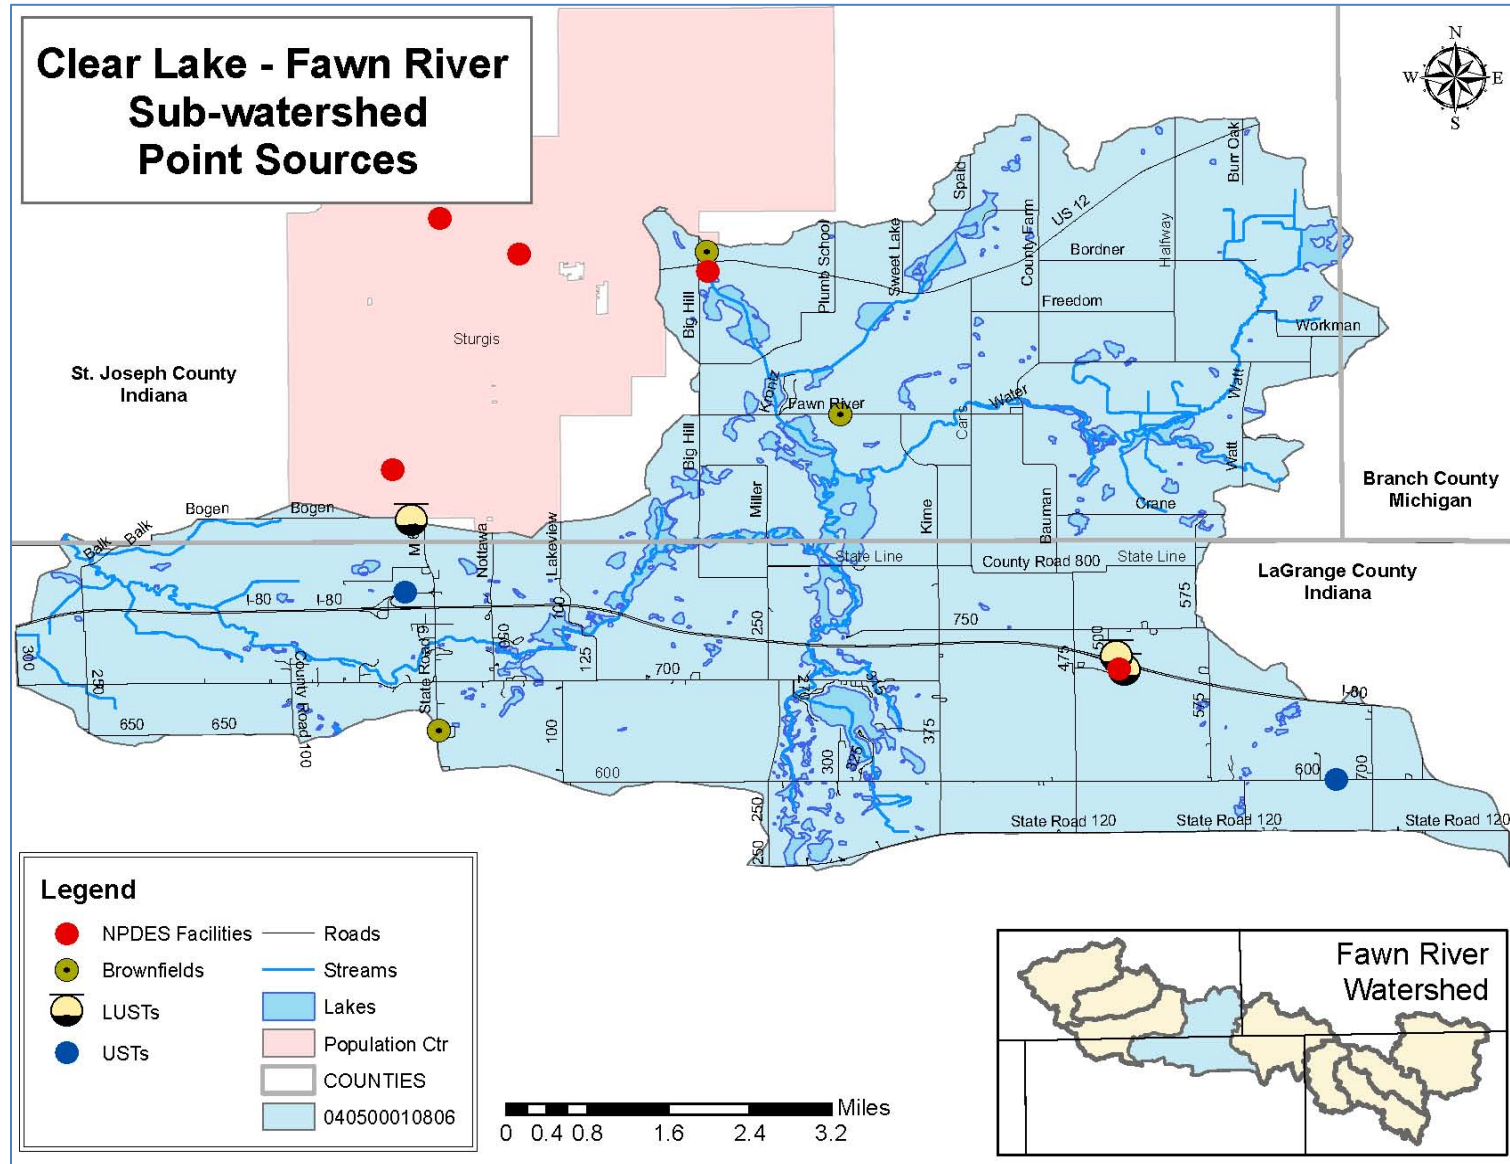 Clear Lake - Fawn River
Sub-watershed
Point Sources
N
W
E
S
Burr Oak
Spaid
US 12
County Farm
Halfway
Bordner
Plumb School
Sweet Lake
Freedom
Big Hill
Workman
Sturgis
St. Joseph County
Indiana
Krontz
Fawn River
Water
Watt
Watt
Big Hill
Miller
Kime
Bauman
Crane
Branch County
Michigan
Bogen
Bogen
Balk
Balk
Nottawa
Lakeview
State Line
County Road 800
State Line
LaGrange County
Indiana
I-80
I-80
100
250
750
575
500
475
300
250
County Road 100
State Road 9
050
125
700
270
I-80
575
650
650
100
375
300
325
600
600
700
250
250
State Road 120
State Road 120
State Road 120
Legend
NPDES Facilities
Brownfields
LUSTs
USTs
Roads
Streams
Lakes
Population Ctr
COUNTIES
040500010806
Miles
0 0.4 0.8 1.6 2.4 3.2
Fawn River
Watershed